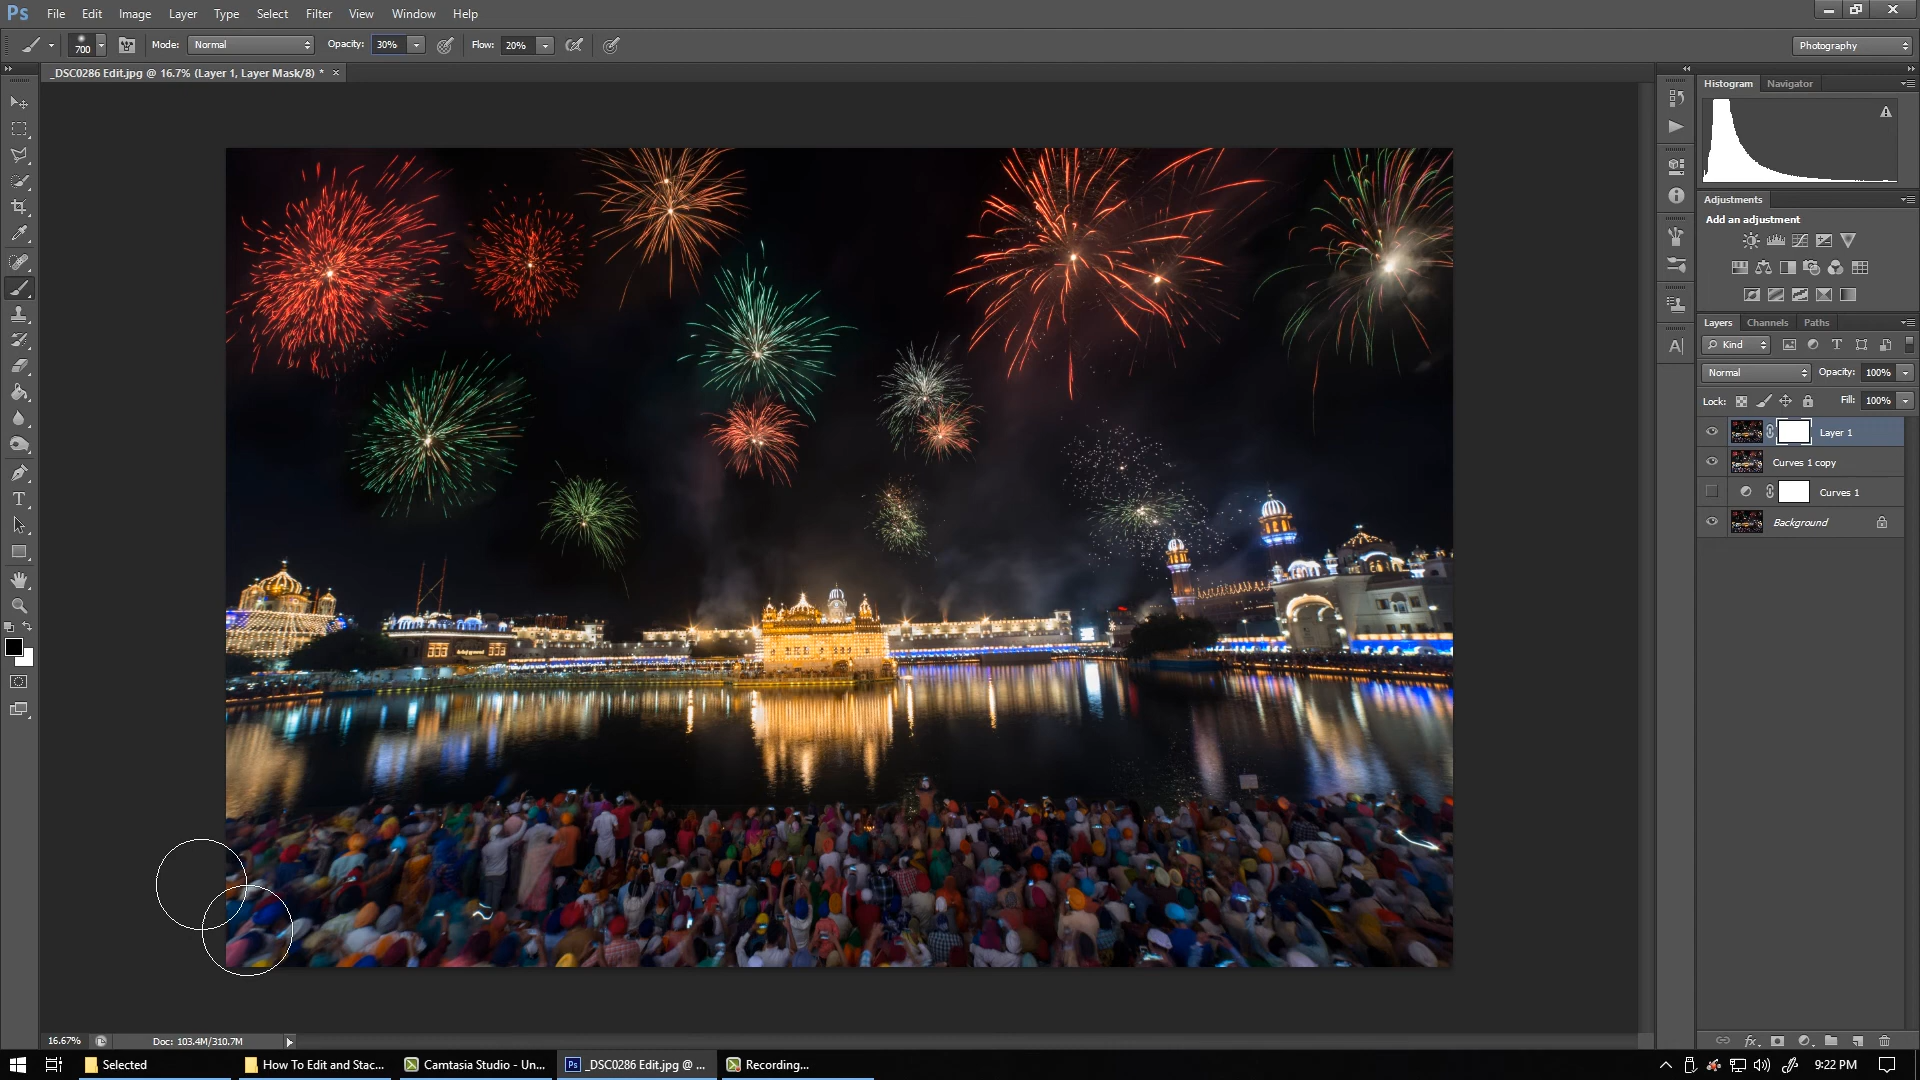 Ps File Edit Image Layer Type Select Filter View Window Help
700 Mode: Normal Opacity: 30% Flow: 20% Photography
_DSC0286 Edit.jpg @ 16.7% (Layer 1, Layer Mask/8) * ×
Histogram Navigator
Adjustments
Add an adjustment
Layers Channels Paths
Kind
Normal Opacity: 100%
Lock: Fill: 100%
Layer 1
Curves 1 copy
Curves 1
Background
16.67% Doc: 103.4M/310.7M
Selected How To Edit and Stac... Camtasia Studio - Un... Ps _DSC0286 Edit.jpg @ ... Recording... 9:22 PM